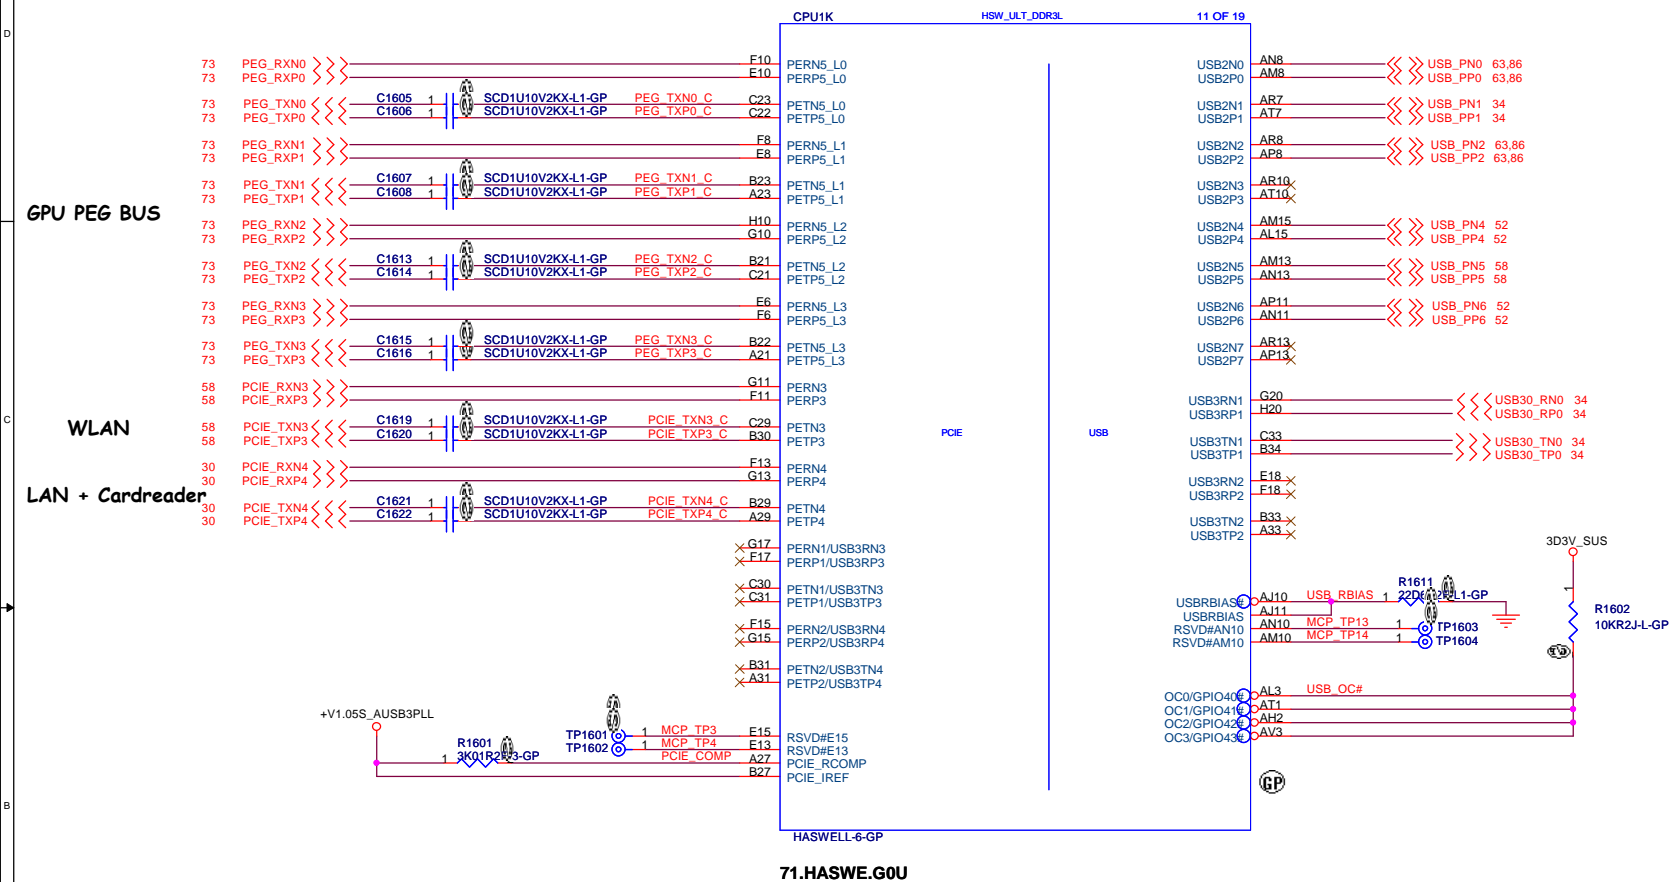 CPU1K HSW_ULT_DDR3L 11 OF 19
D
73 PEG_RXN0 F10 PERN5_L0 USB2N0 AN8 USB_PN0 63,86
73 PEG_RXP0 E10 PERP5_L0 USB2P0 AM8 USB_PP0 63,86
73 PEG_TXN0 C1605 1 SCD1U10V2KX-L1-GP PEG_TXN0_C C23 PETN5_L0 USB2N1 AR7 USB_PN1 34
73 PEG_TXP0 C1606 1 SCD1U10V2KX-L1-GP PEG_TXP0_C C22 PETP5_L0 USB2P1 AT7 USB_PP1 34
73 PEG_RXN1 F8 PERN5_L1 USB2N2 AR8 USB_PN2 63,86
73 PEG_RXP1 E8 PERP5_L1 USB2P2 AP8 USB_PP2 63,86
73 PEG_TXN1 C1607 1 SCD1U10V2KX-L1-GP PEG_TXN1_C B23 PETN5_L1 USB2N3 AR10
73 PEG_TXP1 C1608 1 SCD1U10V2KX-L1-GP PEG_TXP1_C A23 PETP5_L1 USB2P3 AT10
GPU PEG BUS
73 PEG_RXN2 H10 PERN5_L2 USB2N4 AM15 USB_PN4 52
73 PEG_RXP2 G10 PERP5_L2 USB2P4 AL15 USB_PP4 52
73 PEG_TXN2 C1613 1 SCD1U10V2KX-L1-GP PEG_TXN2_C B21 PETN5_L2 USB2N5 AM13 USB_PN5 58
73 PEG_TXP2 C1614 1 SCD1U10V2KX-L1-GP PEG_TXP2_C C21 PETP5_L2 USB2P5 AN13 USB_PP5 58
73 PEG_RXN3 E6 PERN5_L3 USB2N6 AP11 USB_PN6 52
73 PEG_RXP3 F6 PERP5_L3 USB2P6 AN11 USB_PP6 52
73 PEG_TXN3 C1615 1 SCD1U10V2KX-L1-GP PEG_TXN3_C B22 PETN5_L3 USB2N7 AR13
73 PEG_TXP3 C1616 1 SCD1U10V2KX-L1-GP PEG_TXP3_C A21 PETP5_L3 USB2P7 AP13
58 PCIE_RXN3 G11 PERN3 USB3RN1 G20 USB30_RN0 34
58 PCIE_RXP3 F11 PERP3 USB3RP1 H20 USB30_RP0 34
C
WLAN
58 PCIE_TXN3 C1619 1 SCD1U10V2KX-L1-GP PCIE_TXN3_C C29 PETN3 PCIE USB USB3TN1 C33 USB30_TN0 34
58 PCIE_TXP3 C1620 1 SCD1U10V2KX-L1-GP PCIE_TXP3_C B30 PETP3 USB3TP1 B34 USB30_TP0 34
30 PCIE_RXN4 F13 PERN4 USB3RN2 E18
30 PCIE_RXP4 G13 PERP4 USB3RP2 F18
LAN + Cardreader
30 PCIE_TXN4 C1621 1 SCD1U10V2KX-L1-GP PCIE_TXN4_C B29 PETN4 USB3TN2 B33
30 PCIE_TXP4 C1622 1 SCD1U10V2KX-L1-GP PCIE_TXP4_C A29 PETP4 USB3TP2 A33
G17 PERN1/USB3RN3 3D3V_SUS
F17 PERP1/USB3RP3
C30 PETN1/USB3TN3 R1611 1
C31 PETP1/USB3TP3 USBRBIAS# AJ10 USB_RBIAS 1 R1602
USBRBIAS AJ11
F15 PERN2/USB3RN4 RSVD#AN10 AN10 MCP_TP13 1 TP1603 10KR2J-L-GP
G15 PERP2/USB3RP4 RSVD#AM10 AM10 MCP_TP14 1 TP1604
B31 PETN2/USB3TN4
A31 PETP2/USB3TP4
OC0/GPIO40# AL3 USB_OC#
OC1/GPIO41# AT1
+V1.05S_AUSB3PLL OC2/GPIO42# AH2
TP1601 1 MCP_TP3 E15 RSVD#E15 OC3/GPIO43# AV3
R1601 TP1602 1 MCP_TP4 E13 RSVD#E13
1 PCIE_COMP A27 PCIE_RCOMP
B27 PCIE_IREF
GP
B
HASWELL-6-GP
71.HASWE.G0U